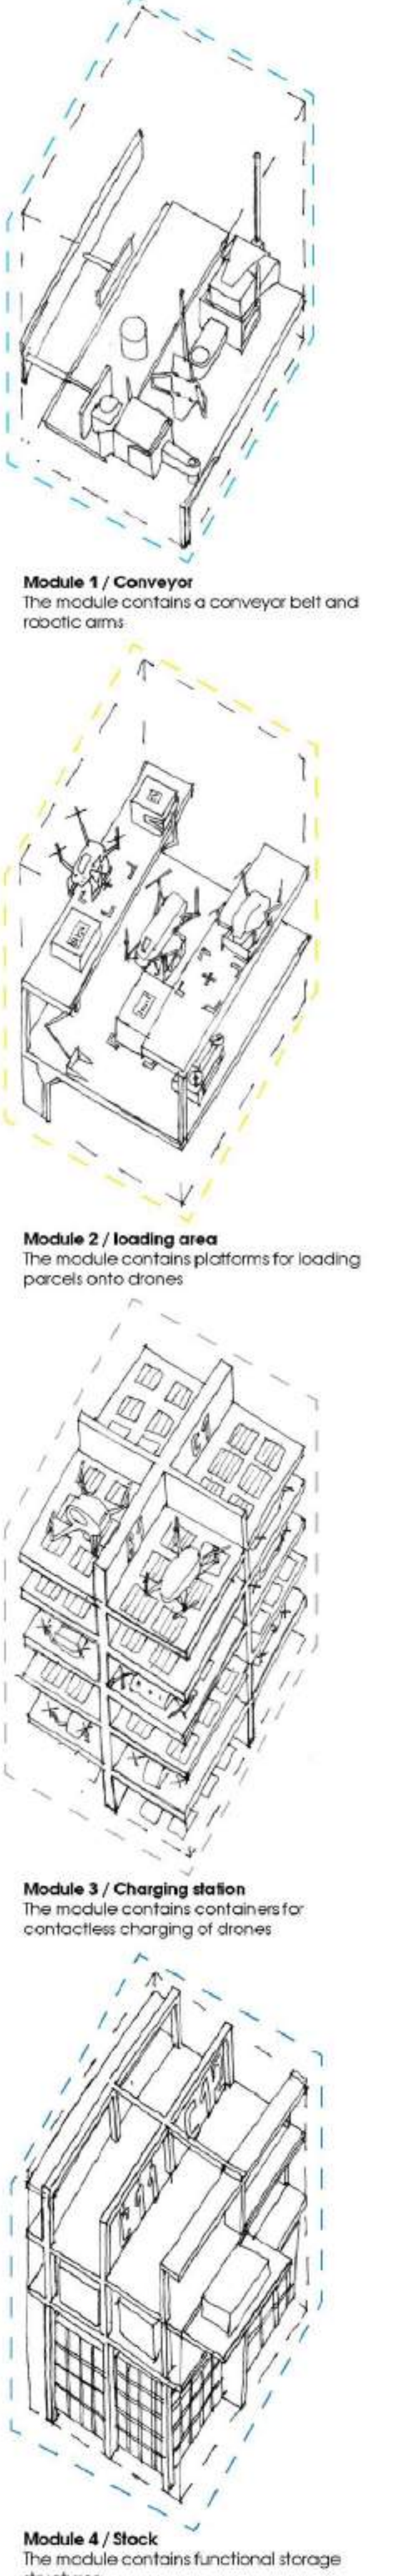 Module 1 / Conveyor
The module contains a conveyor belt and
robotic arms
Module 2 / loading area
The module contains platforms for loading
parcels onto drones
Module 3 / Charging station
The module contains containers for
contactless charging of drones
Module 4 / Stock
The module contains functional storage